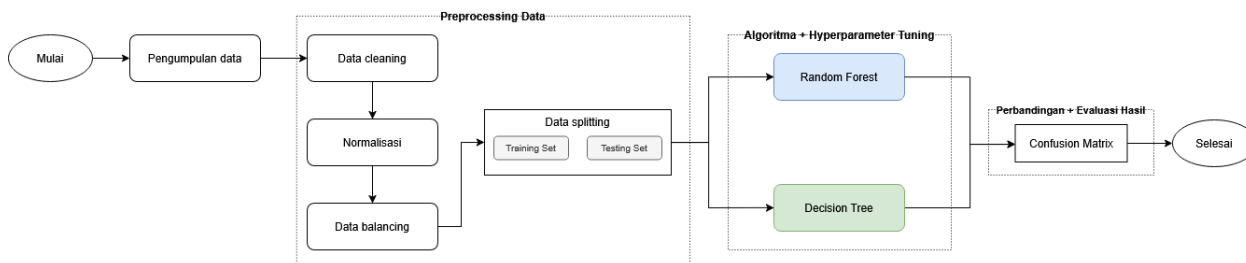 Preprocessing Data
Mulai
Pengumpulan data
Data cleaning
Normalisasi
Data balancing
Data splitting
Training Set
Testing Set
Algoritma + Hyperparameter Tuning
Random Forest
Decision Tree
Perbandingan + Evaluasi Hasil
Confusion Matrix
Selesai